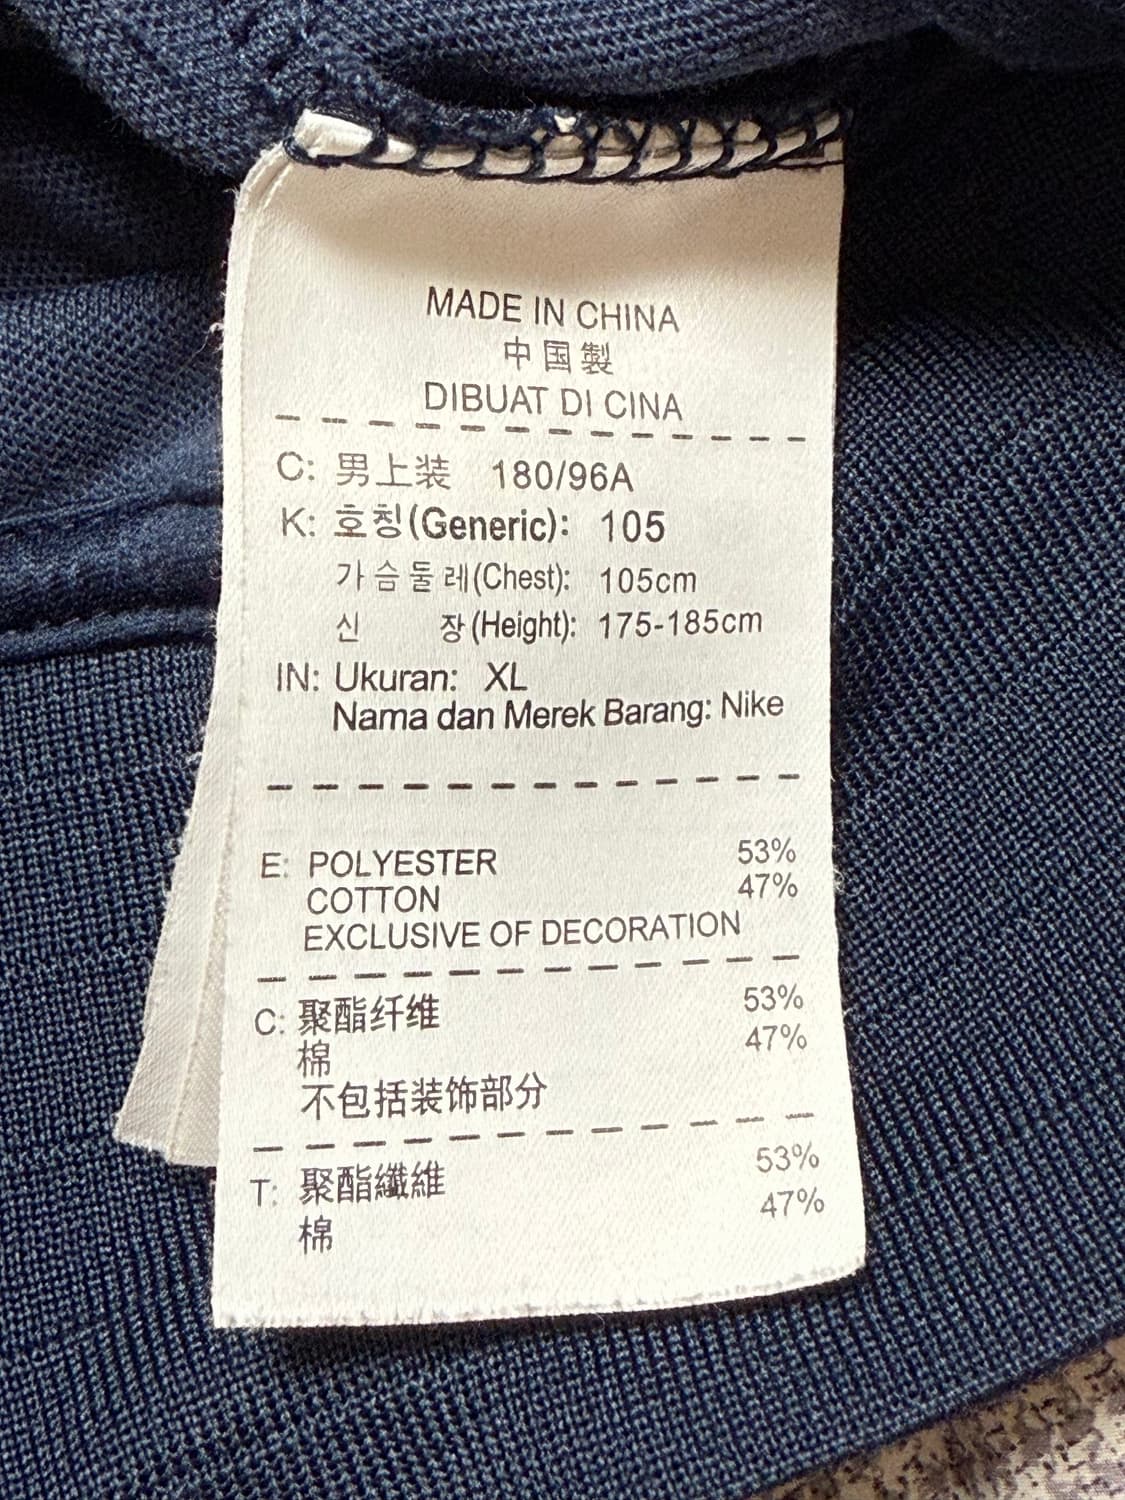 MADE IN CHINA
中国製
DIBUAT DI CINA
C: 男上装 180/96A
K: 호칭(Generic): 105
가슴둘레(Chest): 105cm
신 장(Height): 175-185cm
IN: Ukuran: XL
Nama dan Merek Barang: Nike
E: POLYESTER 53%
COTTON 47%
EXCLUSIVE OF DECORATION
C: 聚酯纤维 53%
棉 47%
不包括装饰部分
T: 聚酯纖維 53%
棉 47%